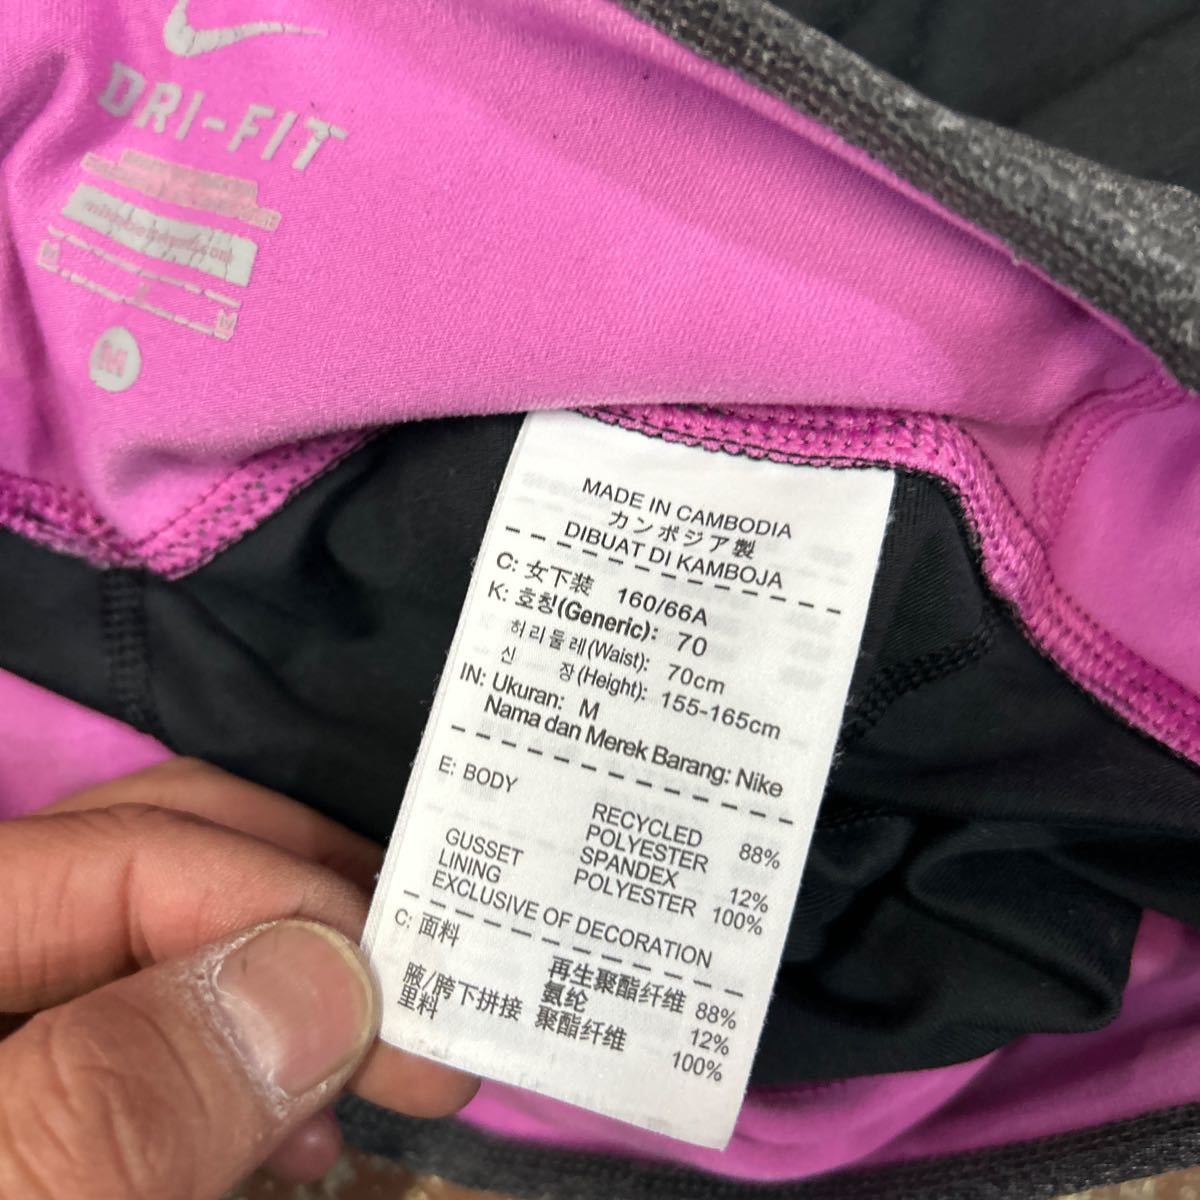 DRI-FIT
M
MADE IN CAMBODIA
カンボジア製
DIBUAT DI KAMBOJA
C: 女下装 160/66A
K: 호칭(Generic): 70
허리둘레(Waist): 70cm
신 장(Height): 155-165cm
IN: Ukuran: M
Nama dan Merek Barang: Nike
E: BODY
RECYCLED
POLYESTER 88%
SPANDEX 12%
GUSSET
LINING POLYESTER 100%
EXCLUSIVE OF DECORATION
C: 面料
再生聚酯纤维 88%
氨纶 12%
腋/胯下拼接
里料 聚酯纤维 100%